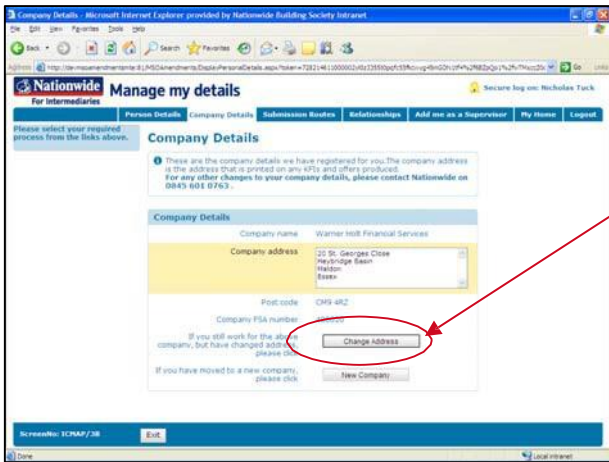 Company Details - Microsoft Internet Explorer provided by Nationwide Building Society Intranet
File Edit View Favorites Tools Help
Back Search Favorites
Address Go Links
Nationwide
For Intermediaries
Manage my details
Secure log on: Nicholas Tuck
Person Details Company Details Submission Routes Relationships Add me as a Supervisor My Home Logout
Please select your required
process from the links above.
Company Details
These are the company details we have registered for you.The company address
is the address that is printed on any KFIs and offers produced.
For any other changes to your company details, please contact Nationwide on
0845 601 0763 .
Company Details
Company name Warner Holt Financial Services
Company address
20 St. Georges Close
Heybridge Basin
Maldon
Essex
Post code CM9 4RZ
Company FSA number
If you still work for the above
company, but have changed address,
please click
Change Address
If you have moved to a new company,
please click
New Company
ScreenNo: ICMAP/3B Exit
Done Local intranet